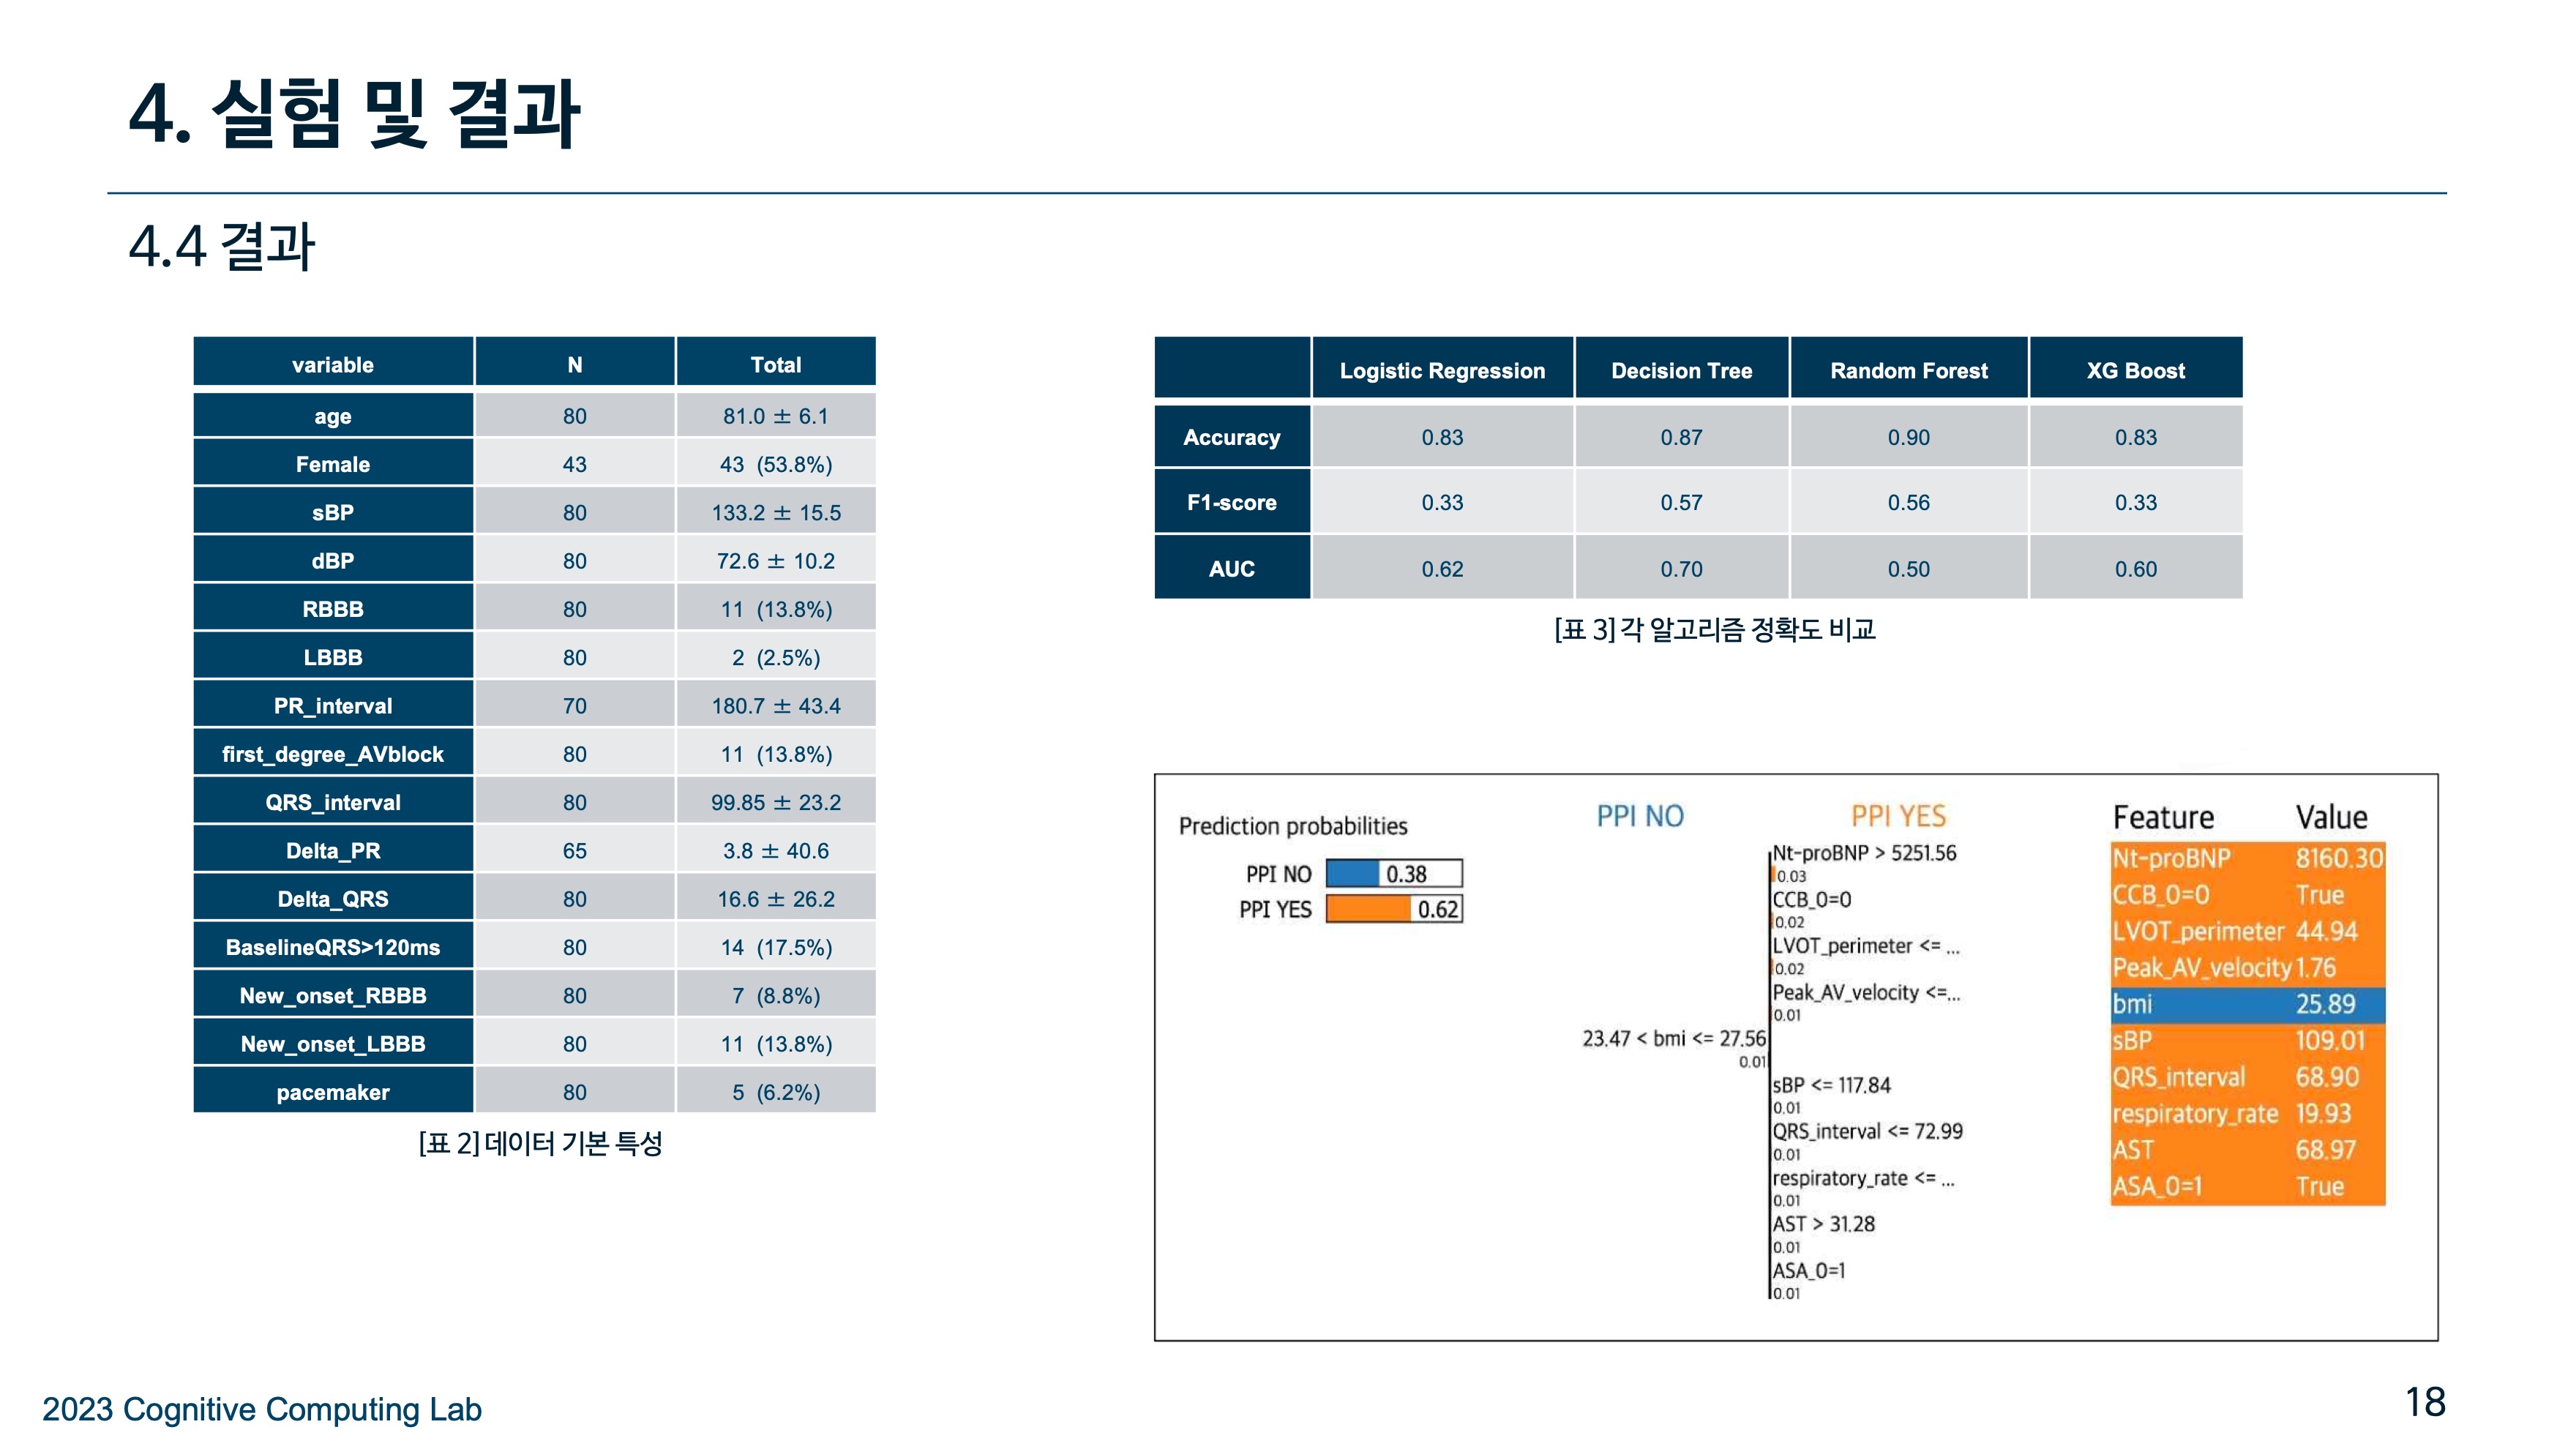 4. 실험 및 결과
4.4 결과
variable N Total
age 80 81.0 ± 6.1
Female 43 43 (53.8%)
sBP 80 133.2 ± 15.5
dBP 80 72.6 ± 10.2
RBBB 80 11 (13.8%)
LBBB 80 2 (2.5%)
PR_interval 70 180.7 ± 43.4
first_degree_AVblock 80 11 (13.8%)
QRS_interval 80 99.85 ± 23.2
Delta_PR 65 3.8 ± 40.6
Delta_QRS 80 16.6 ± 26.2
BaselineQRS>120ms 80 14 (17.5%)
New_onset_RBBB 80 7 (8.8%)
New_onset_LBBB 80 11 (13.8%)
pacemaker 80 5 (6.2%)
[표 2] 데이터 기본 특성
Logistic Regression Decision Tree Random Forest XG Boost
Accuracy 0.83 0.87 0.90 0.83
F1-score 0.33 0.57 0.56 0.33
AUC 0.62 0.70 0.50 0.60
[표 3] 각 알고리즘 정확도 비교
Prediction probabilities
PPI NO 0.38
PPI YES 0.62
PPI NO PPI YES
Nt-proBNP > 5251.56
0.03
CCB_0=0
0.02
LVOT_perimeter <= ...
0.02
Peak_AV_velocity <=...
0.01
23.47 < bmi <= 27.56
0.01
sBP <= 117.84
0.01
QRS_interval <= 72.99
0.01
respiratory_rate <= ...
0.01
AST > 31.28
0.01
ASA_0=1
0.01
Feature Value
Nt-proBNP 8160.30
CCB_0=0 True
LVOT_perimeter 44.94
Peak_AV_velocity 1.76
bmi 25.89
sBP 109.01
QRS_interval 68.90
respiratory_rate 19.93
AST 68.97
ASA_0=1 True
2023 Cognitive Computing Lab
18